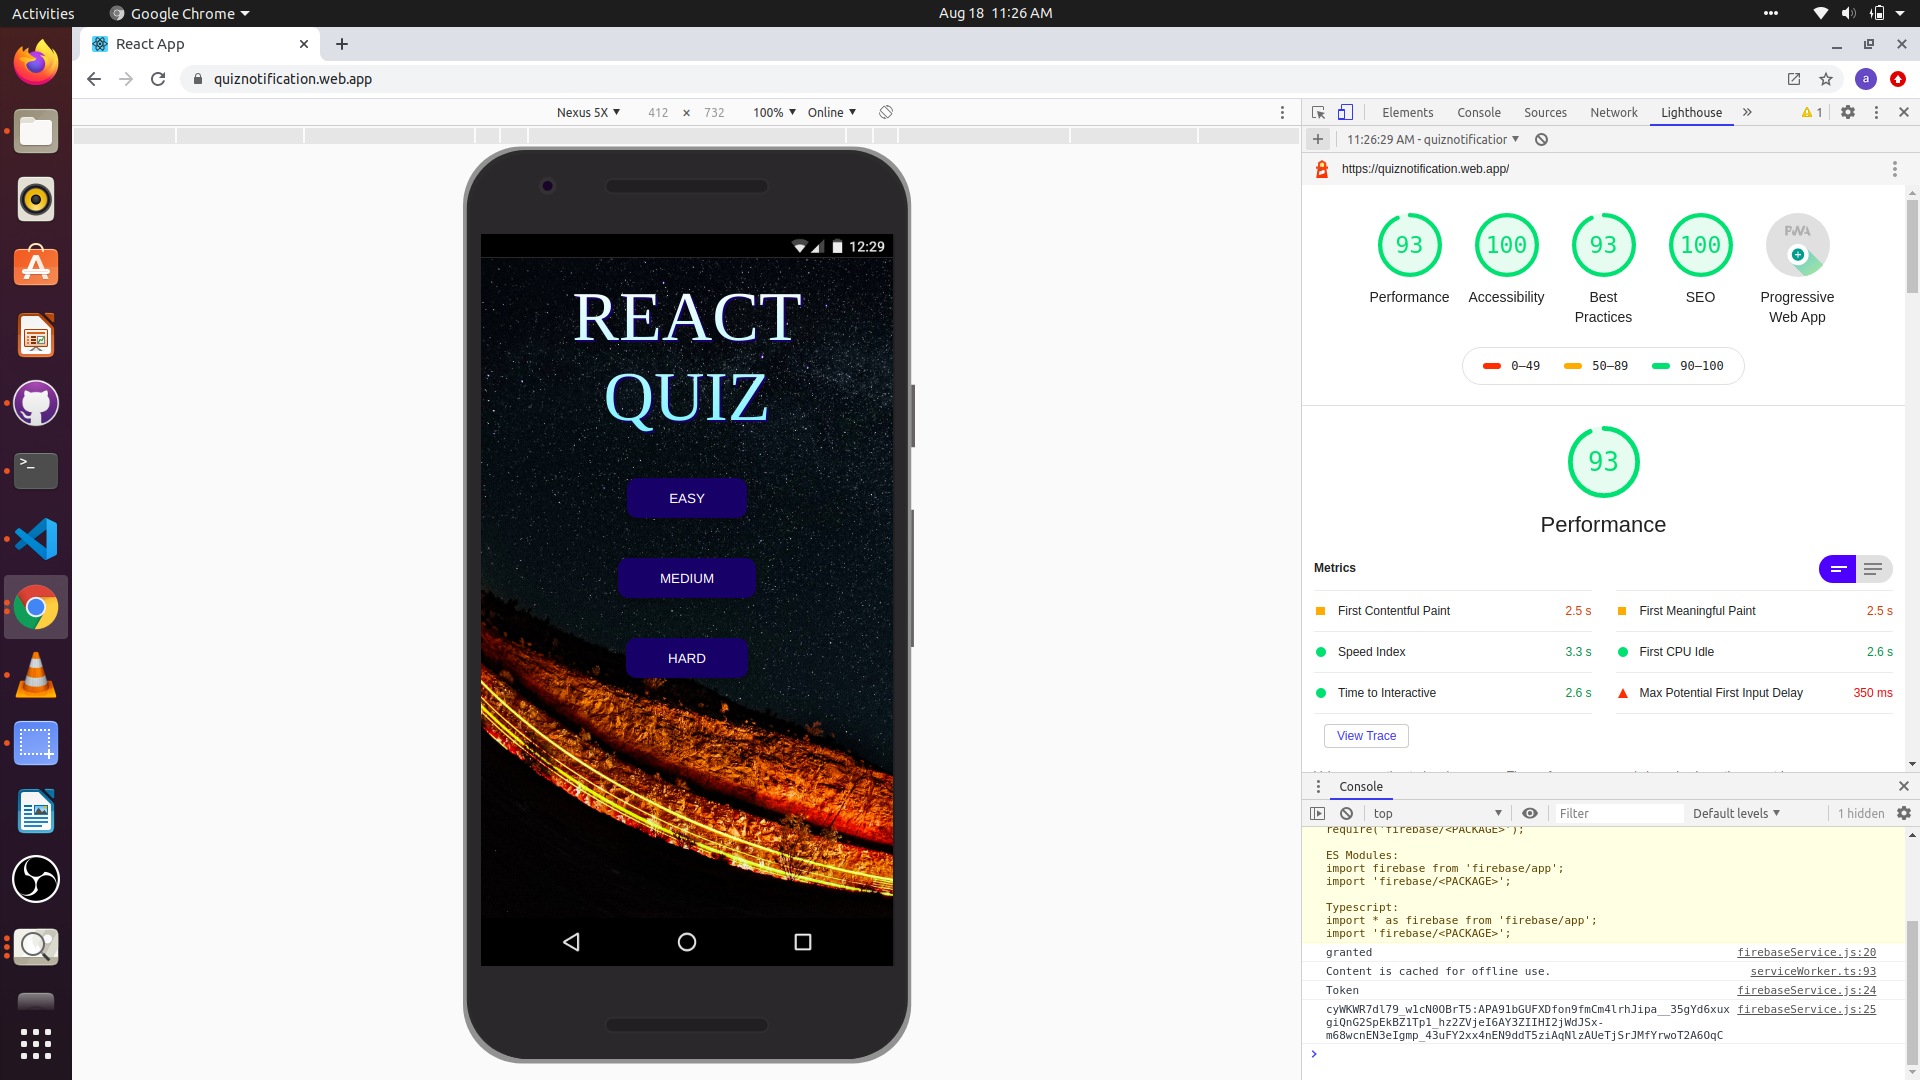 Activities
Google Chrome
Aug 18 11:26 AM
React App
quiznotification.web.app
a
Nexus 5X
412 × 732
100%
Online
Elements
Console
Sources
Network
Lighthouse
1
11:26:29 AM - quiznotification
https://quiznotification.web.app/
12:29
REACT
QUIZ
EASY
MEDIUM
HARD
93
100
93
100
PWA
Performance
Accessibility
Best
Practices
SEO
Progressive
Web App
0–49
50–89
90–100
93
Performance
Metrics
First Contentful Paint 2.5 s
First Meaningful Paint 2.5 s
Speed Index 3.3 s
First CPU Idle 2.6 s
Time to Interactive 2.6 s
Max Potential First Input Delay 350 ms
View Trace
Console
top
Filter
Default levels
1 hidden
require('firebase/<PACKAGE>');
ES Modules:
import firebase from 'firebase/app';
import 'firebase/<PACKAGE>';
Typescript:
import * as firebase from 'firebase/app';
import 'firebase/<PACKAGE>';
granted firebaseService.js:20
Content is cached for offline use. serviceWorker.ts:93
Token firebaseService.js:24
cyWKWR7dl79_w1cN0OBrT5:APA91bGUFXDfon9fmCm4lrhJipa__35gYd6xux firebaseService.js:25
giQnG2SpEkBZ1Tp1_hz2ZVjeI6AY3ZIIHI2jWdJSx-
m68wcnEN3eIgmp_43uFY2xx4nEN9ddT5ziAqNlzAUeTjSrJMfYrwoT2A6OqC